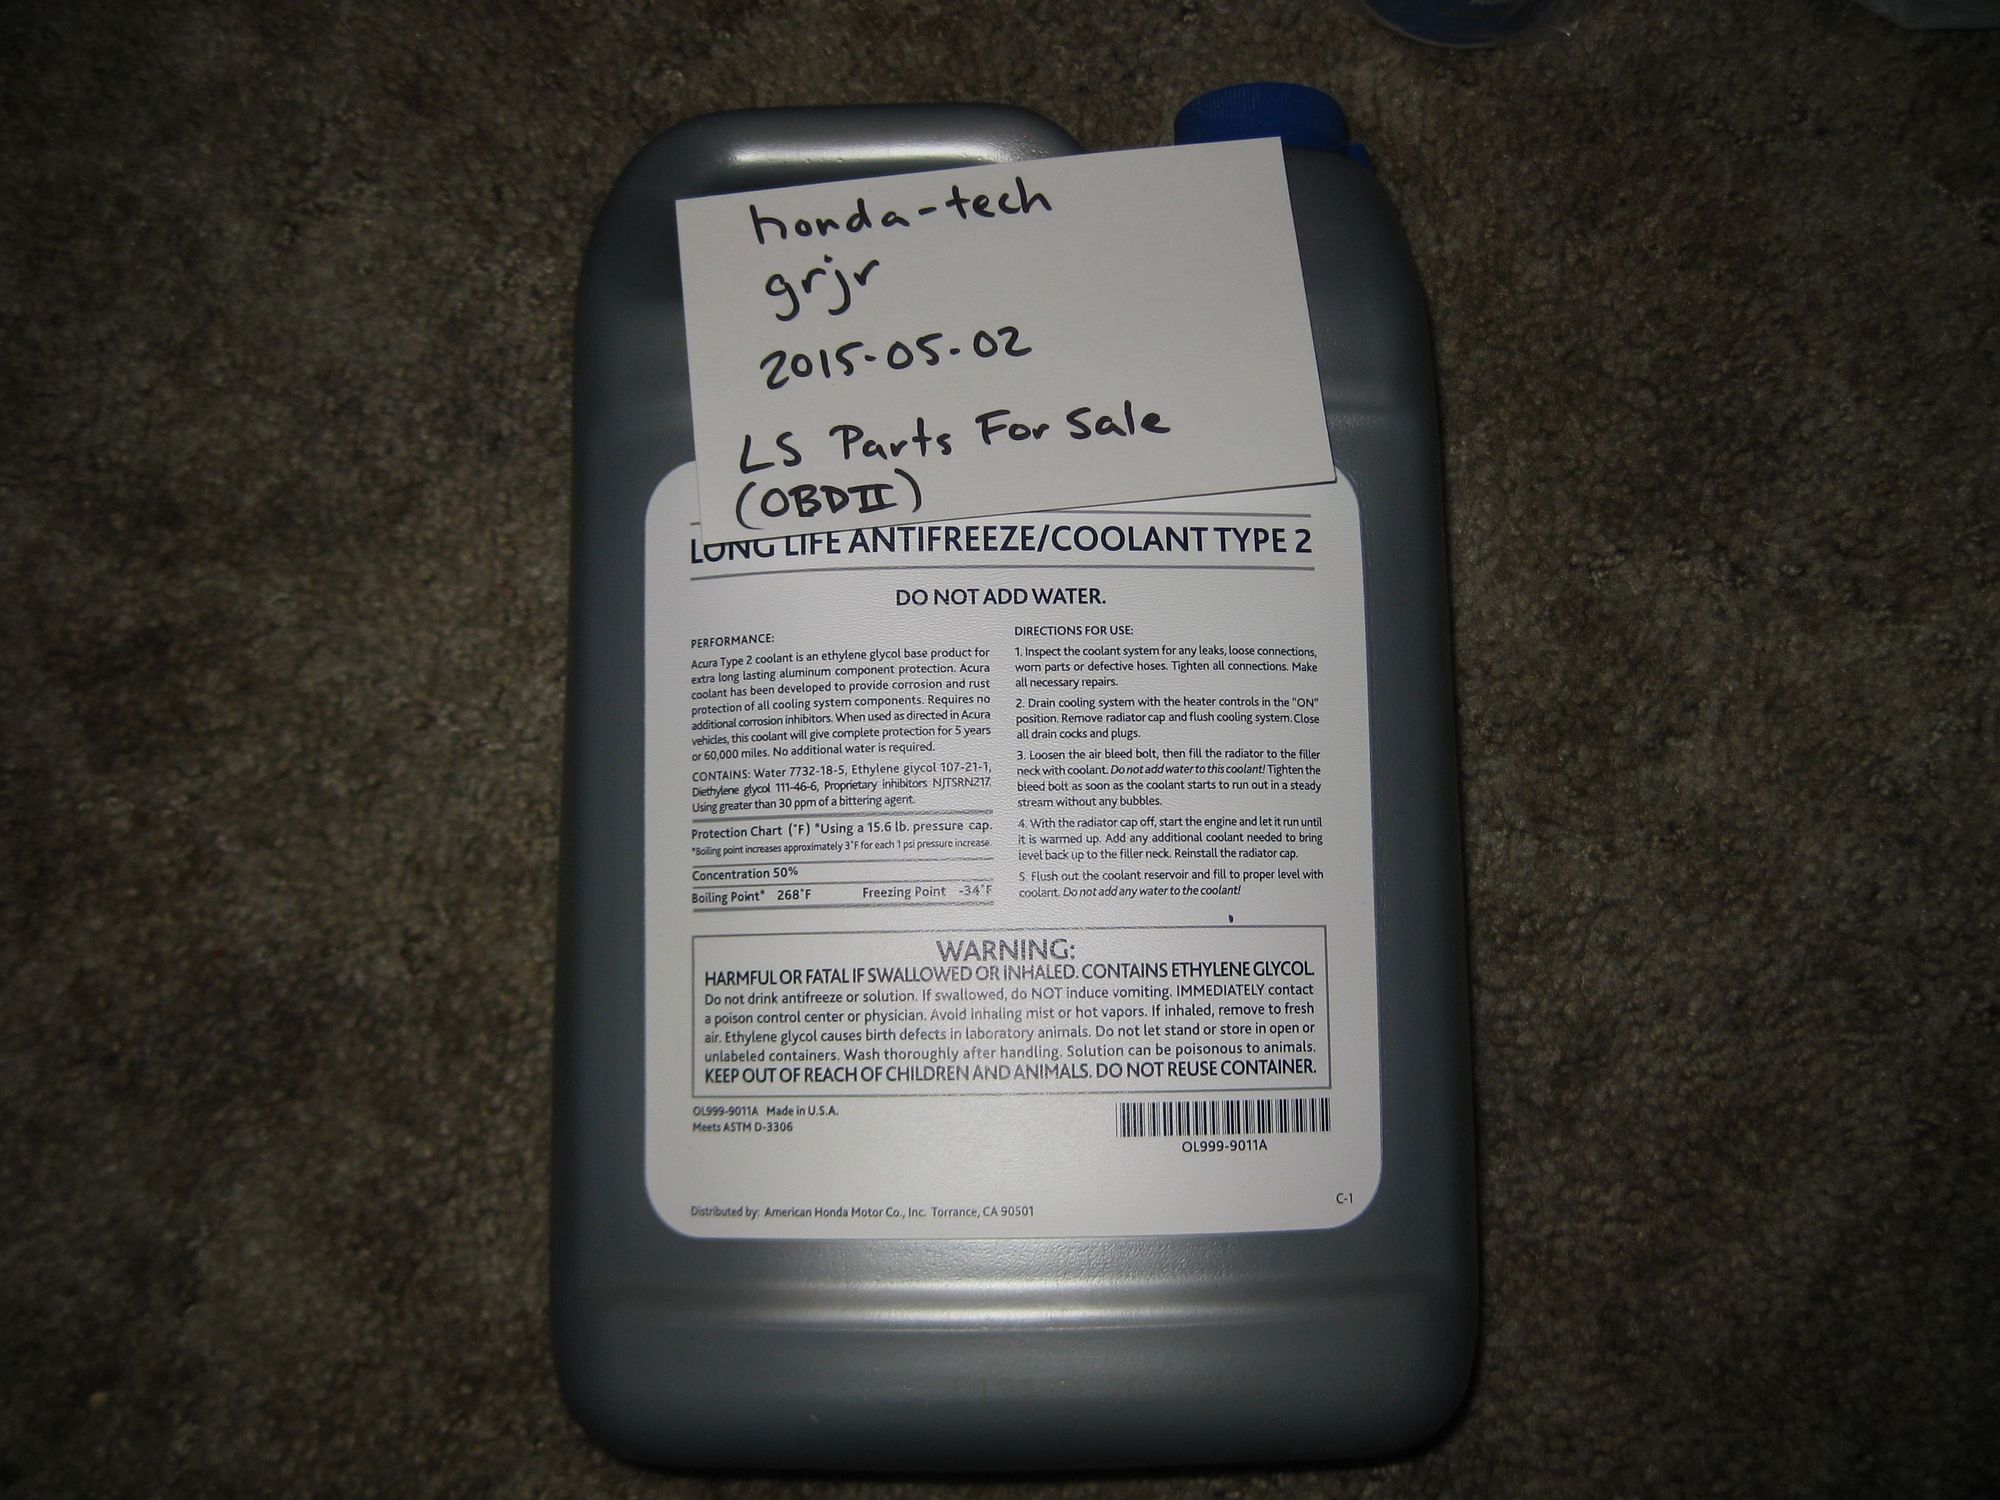 honda-tech
grjr
2015-05-02
LS Parts For Sale
(OBDII)
LONG LIFE ANTIFREEZE/COOLANT TYPE 2
DO NOT ADD WATER.
PERFORMANCE:
Acura Type 2 coolant is an ethylene glycol base product for
extra long lasting aluminum component protection. Acura
coolant has been developed to provide corrosion and rust
protection of all cooling system components. Requires no
additional corrosion inhibitors. When used as directed in Acura
vehicles, this coolant will give complete protection for 5 years
or 60,000 miles. No additional water is required.
CONTAINS: Water 7732-18-5, Ethylene glycol 107-21-1,
Diethylene glycol 111-46-6, Proprietary inhibitors NJTSRN217.
Using greater than 30 ppm of a bittering agent.
Protection Chart (°F) *Using a 15.6 lb. pressure cap.
*Boiling point increases approximately 3°F for each 1 psi pressure increase.
Concentration 50%
Boiling Point* 268°F Freezing Point -34°F
DIRECTIONS FOR USE:
1. Inspect the coolant system for any leaks, loose connections,
worn parts or defective hoses. Tighten all connections. Make
all necessary repairs.
2. Drain cooling system with the heater controls in the "ON"
position. Remove radiator cap and flush cooling system. Close
all drain cocks and plugs.
3. Loosen the air bleed bolt, then fill the radiator to the filler
neck with coolant. Do not add water to this coolant! Tighten the
bleed bolt as soon as the coolant starts to run out in a steady
stream without any bubbles.
4. With the radiator cap off, start the engine and let it run until
it is warmed up. Add any additional coolant needed to bring
level back up to the filler neck. Reinstall the radiator cap.
5. Flush out the coolant reservoir and fill to proper level with
coolant. Do not add any water to the coolant!
WARNING:
HARMFUL OR FATAL IF SWALLOWED OR INHALED. CONTAINS ETHYLENE GLYCOL.
Do not drink antifreeze or solution. If swallowed, do NOT induce vomiting. IMMEDIATELY contact
a poison control center or physician. Avoid inhaling mist or hot vapors. If inhaled, remove to fresh
air. Ethylene glycol causes birth defects in laboratory animals. Do not let stand or store in open or
unlabeled containers. Wash thoroughly after handling. Solution can be poisonous to animals.
KEEP OUT OF REACH OF CHILDREN AND ANIMALS. DO NOT REUSE CONTAINER.
OL999-9011A Made in U.S.A.
Meets ASTM D-3306
OL999-9011A
C-1
Distributed by: American Honda Motor Co., Inc. Torrance, CA 90501